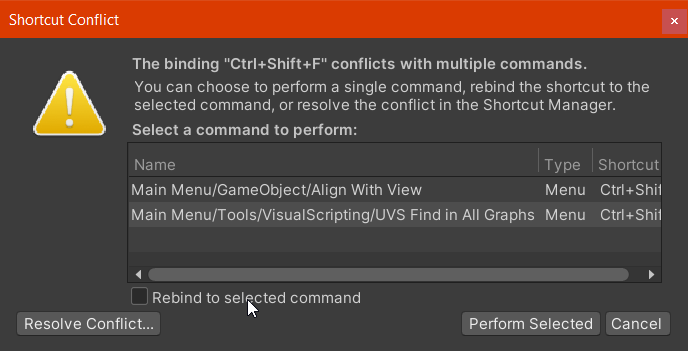 Shortcut Conflict
The binding "Ctrl+Shift+F" conflicts with multiple commands.
You can choose to perform a single command, rebind the shortcut to the
selected command, or resolve the conflict in the Shortcut Manager.
Select a command to perform:
Name Type Shortcut
Main Menu/GameObject/Align With View Menu Ctrl+Shif
Main Menu/Tools/VisualScripting/UVS Find in All Graphs Menu Ctrl+Shif
Rebind to selected command
Resolve Conflict... Perform Selected Cancel